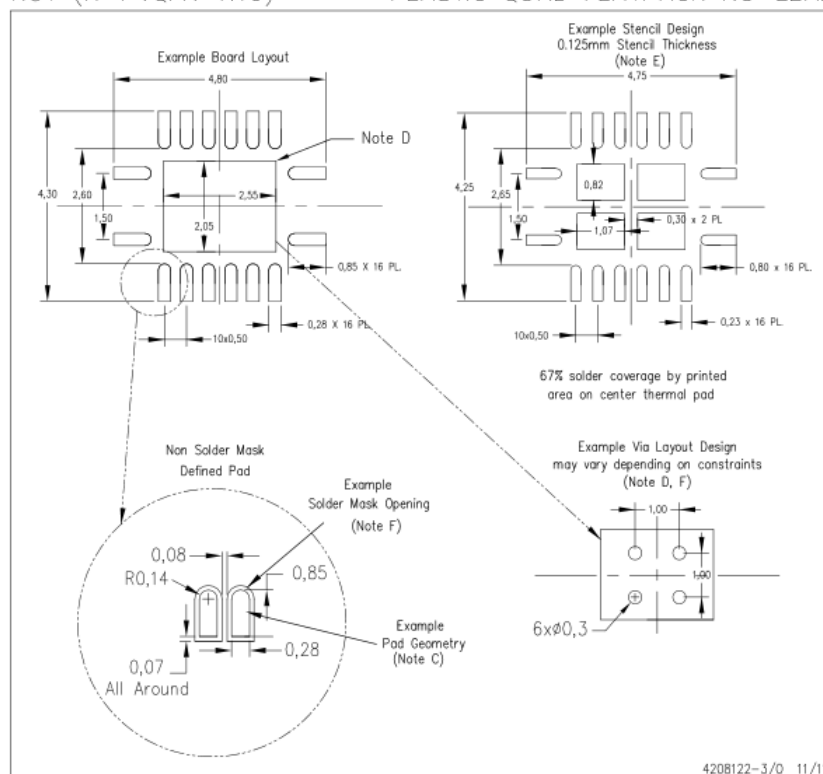 Example Board Layout
4,80
Note D
4,30
2,60
1,50
2,55
2,05
0,85 X 16 PL.
0,28 X 16 PL.
10x0,50
Example Stencil Design
0.125mm Stencil Thickness
(Note E)
4,75
4,25
2,65
1,50
0,82
1,07
0,30 x 2 PL
0,80 x 16 PL.
0,23 x 16 PL.
10x0,50
67% solder coverage by printed
area on center thermal pad
Non Solder Mask
Defined Pad
Example
Solder Mask Opening
(Note F)
0,08
R0,14
0,85
Example
Pad Geometry
(Note C)
0,28
0,07
All Around
Example Via Layout Design
may vary depending on constraints
(Note D, F)
1,00
1,00
6xø0,3
4208122-3/O 11/1